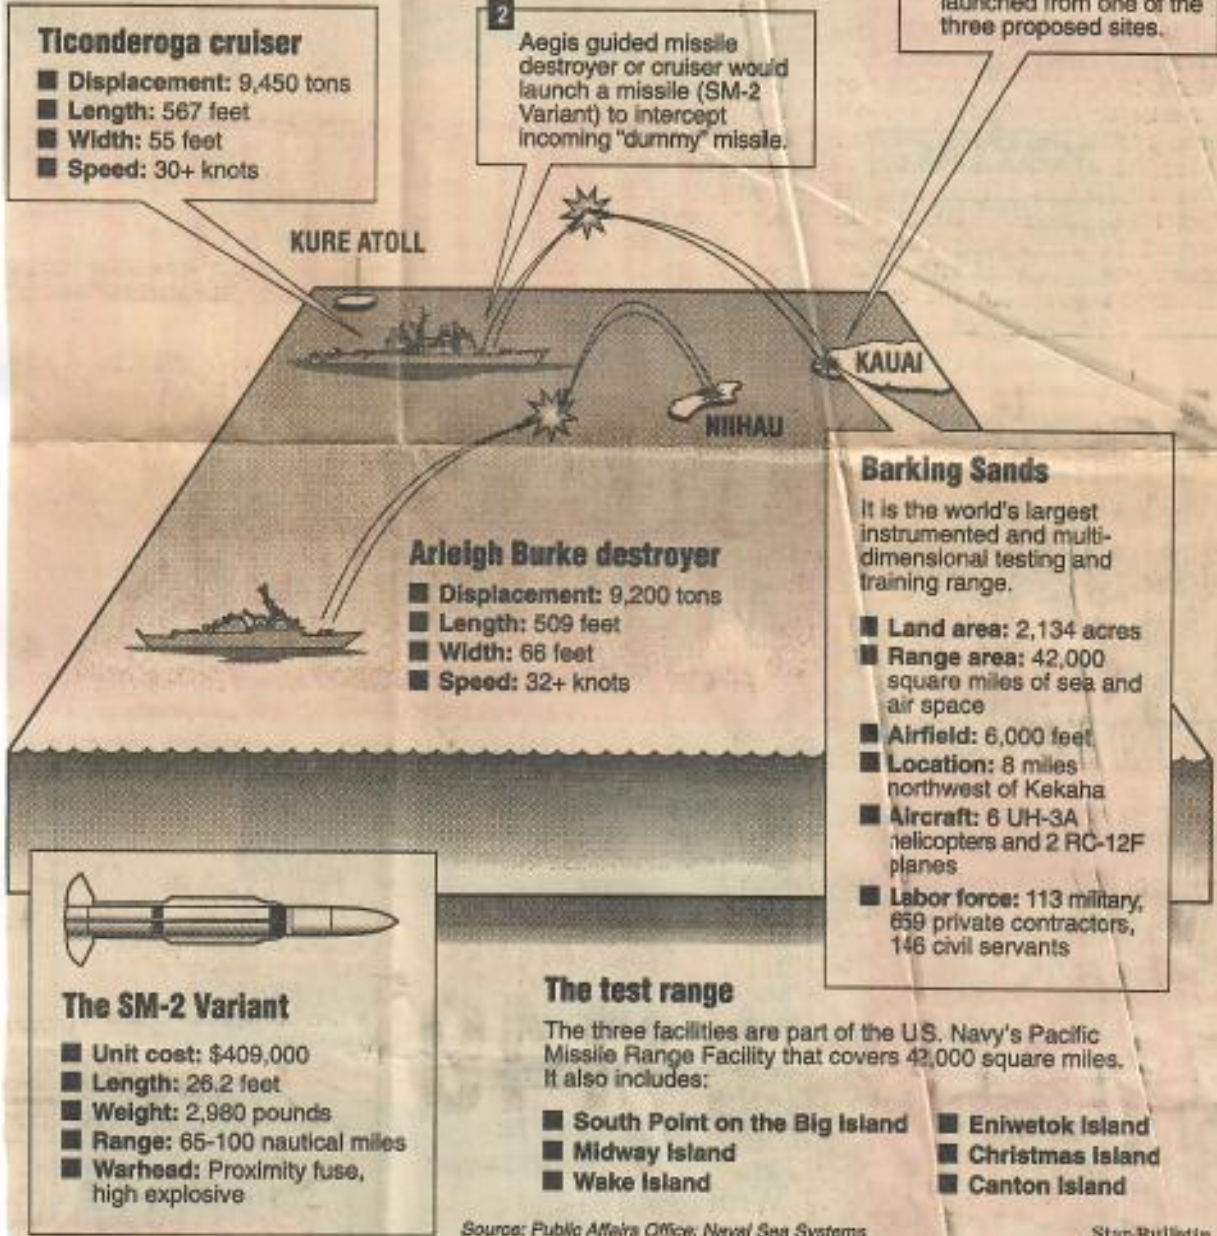 Ticonderoga cruiser
■ Displacement: 9,450 tons
■ Length: 567 feet
■ Width: 55 feet
■ Speed: 30+ knots
2
Aegis guided missile
destroyer or cruiser would
launch a missile (SM-2
Variant) to intercept
incoming "dummy" missile.
launched from one of the
three proposed sites.
KURE ATOLL
KAUAI
NIIHAU
Arleigh Burke destroyer
■ Displacement: 9,200 tons
■ Length: 509 feet
■ Width: 66 feet
■ Speed: 32+ knots
Barking Sands
It is the world's largest
instrumented and multi-
dimensional testing and
training range.
■ Land area: 2,134 acres
■ Range area: 42,000
square miles of sea and
air space
■ Airfield: 6,000 feet
■ Location: 8 miles
northwest of Kekaha
■ Aircraft: 6 UH-3A
helicopters and 2 RC-12F
planes
■ Labor force: 113 military,
659 private contractors,
146 civil servants
The SM-2 Variant
■ Unit cost: $409,000
■ Length: 26.2 feet
■ Weight: 2,980 pounds
■ Range: 65-100 nautical miles
■ Warhead: Proximity fuse,
high explosive
The test range
The three facilities are part of the U.S. Navy's Pacific
Missile Range Facility that covers 42,000 square miles.
It also includes:
■ South Point on the Big Island
■ Midway Island
■ Wake Island
■ Eniwetok Island
■ Christmas Island
■ Canton Island
Source: Public Affairs Office; Naval Sea Systems
Star-Bulletin